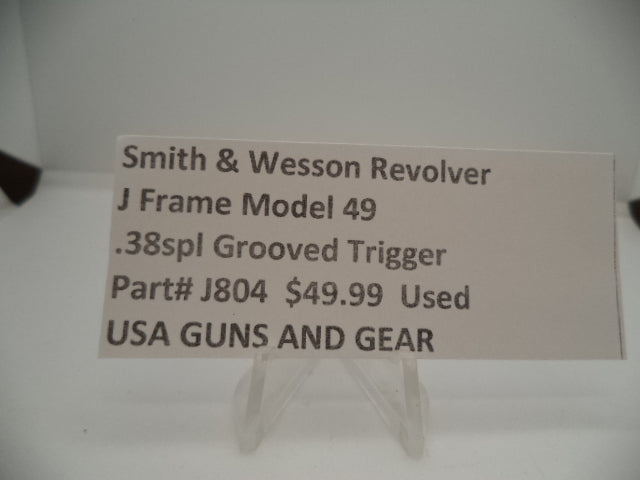 Smith & Wesson Revolver
J Frame Model 49
.38spl Grooved Trigger
Part# J804  $49.99  Used
USA GUNS AND GEAR